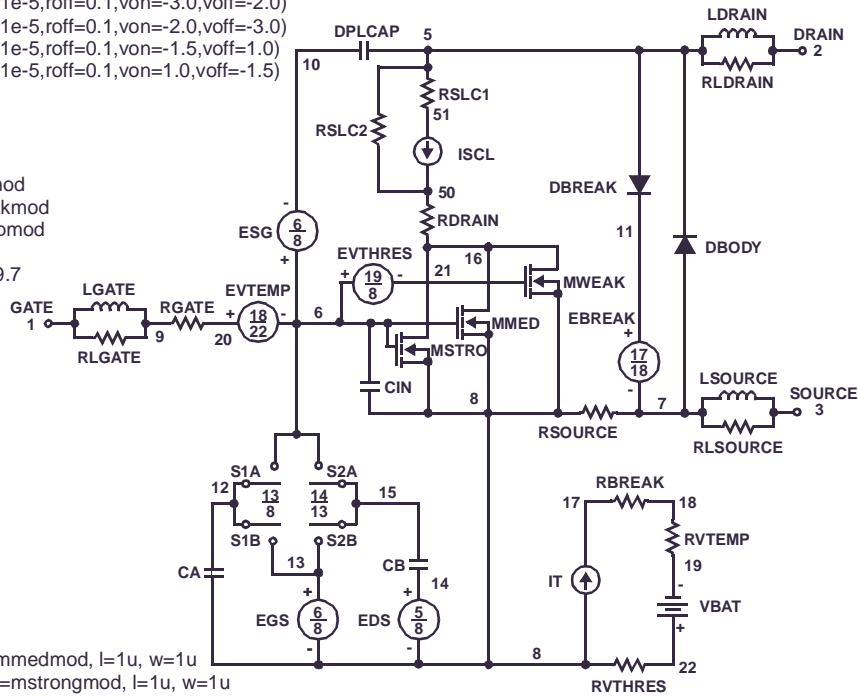 1e-5,roff=0.1,von=-3.0,voff=-2.0)
1e-5,roff=0.1,von=-2.0,voff=-3.0)
1e-5,roff=0.1,von=-1.5,voff=1.0)
1e-5,roff=0.1,von=1.0,voff=-1.5)
LDRAIN
DPLCAP 5 DRAIN
10 2
RLDRAIN
RSLC1
51
RSLC2
ISCL
50
RDRAIN
DBREAK
11
DBODY
ESG 6 8
- +
EVTHRES
+ 19 8 - 21
16
MWEAK
LGATE EVTEMP
GATE RGATE + 18 22 - 6
1 9 20
RLGATE
MMED
EBREAK
+ 17 18 -
MSTRO
CIN
LSOURCE
8 7 SOURCE
3
RSOURCE
RLSOURCE
S1A S2A
12 13 8 14 13 15
S1B S2B
13
CA CB
14
+ +
EGS 6 8 EDS 5 8
- -
RBREAK
17 18
RVTEMP
19
IT - VBAT
+
8 22
RVTHRES
kmod
9.7
mmedmod, l=1u, w=1u
=mstrongmod, l=1u, w=1u